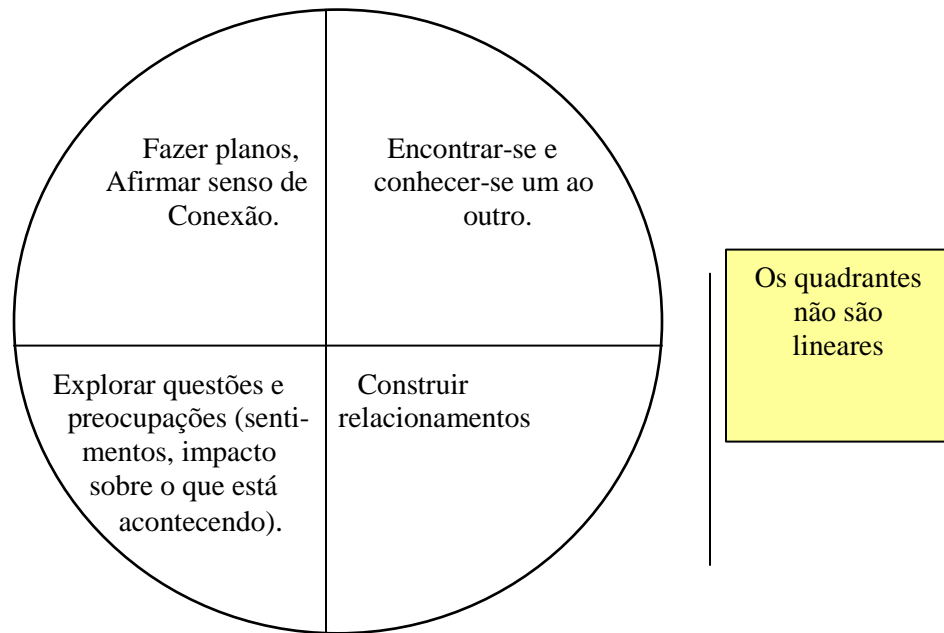 Fazer planos,
Afirmar senso de
Conexão.
Encontrar-se e
conhecer-se um ao
outro.
Explorar questões e
preocupações (senti-
mentos, impacto
sobre o que está
acontecendo).
Construir
relacionamentos
Os quadrantes
não são
lineares